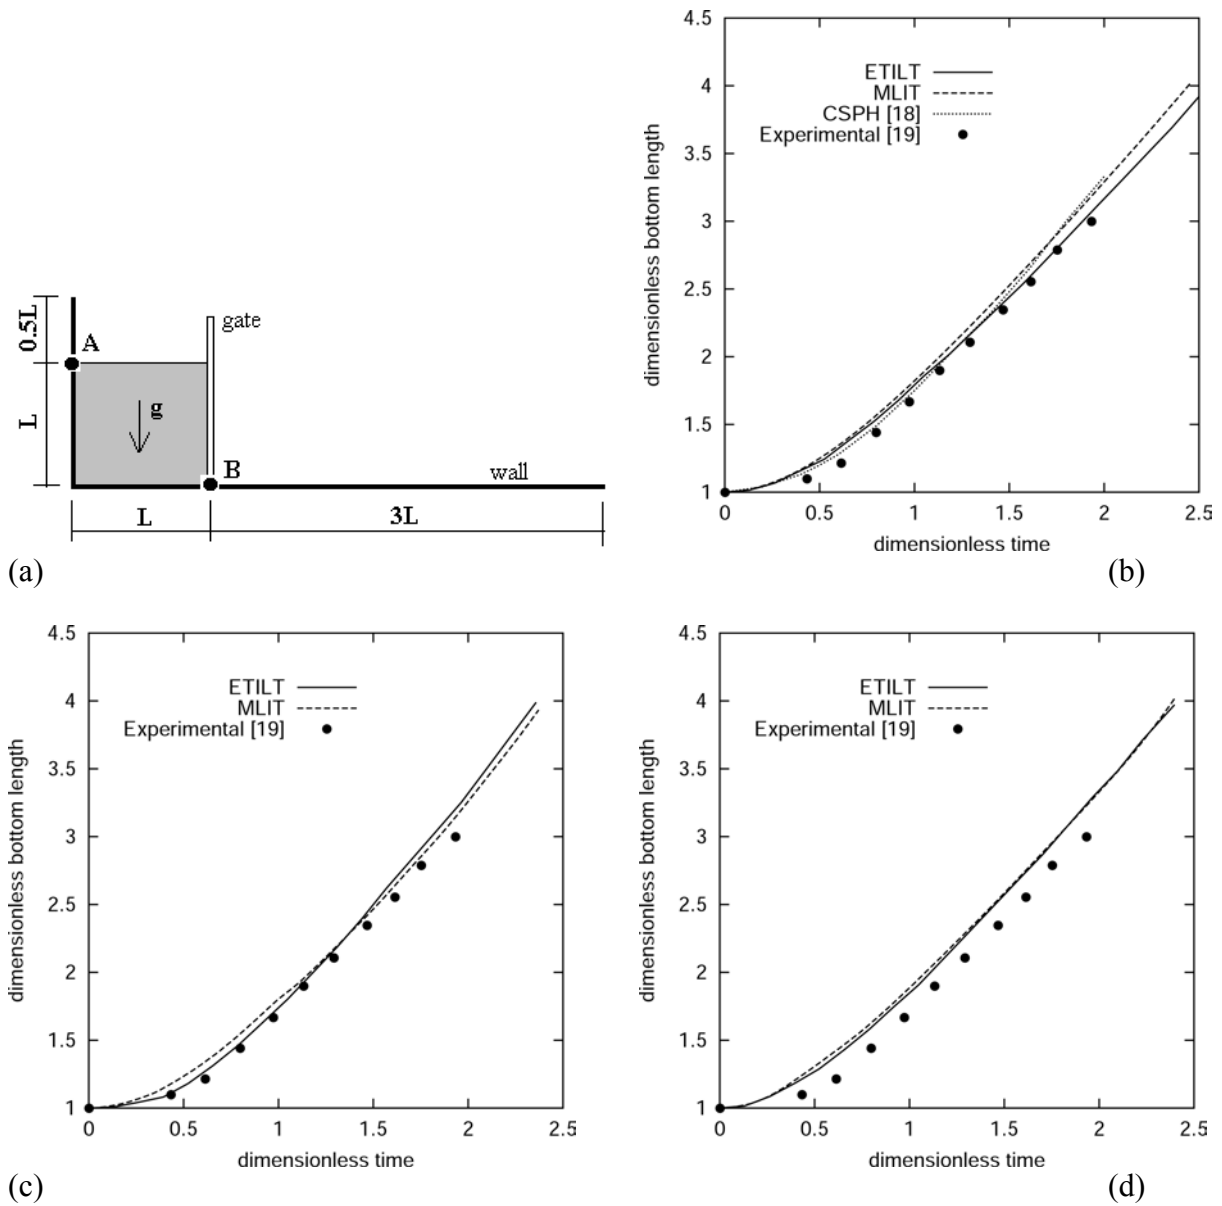 0.5L
A
gate
L
g
B
wall
L
3L
(a)
4.5
4
3.5
3
2.5
2
1.5
1
0
0.5
1
1.5
2
2.5
dimensionless bottom length
dimensionless time
ETILT
MLIT
CSPH [18]
Experimental [19]
(b)
4.5
4
3.5
3
2.5
2
1.5
1
0
0.5
1
1.5
2
2.5
dimensionless bottom length
dimensionless time
ETILT
MLIT
Experimental [19]
(c)
4.5
4
3.5
3
2.5
2
1.5
1
0
0.5
1
1.5
2
2.5
dimensionless bottom length
dimensionless time
ETILT
MLIT
Experimental [19]
(d)